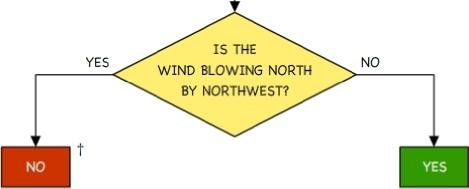 IS THE
YES
WIND BLOWING NORTH
NO
BY NORTHWEST?
NO
†
YES